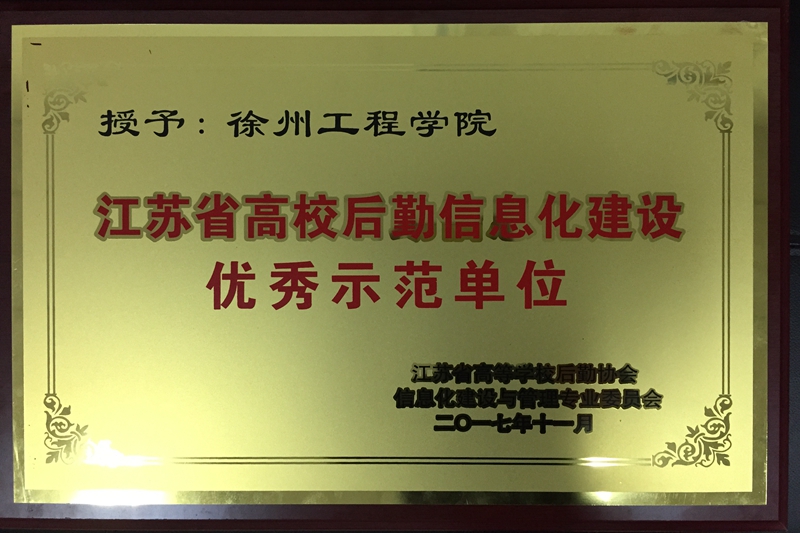 授予：徐州工程学院
江苏省高校后勤信息化建设
优秀示范单位
江苏省高等学校后勤协会
信息化建设与管理专业委员会
二〇一七年十一月